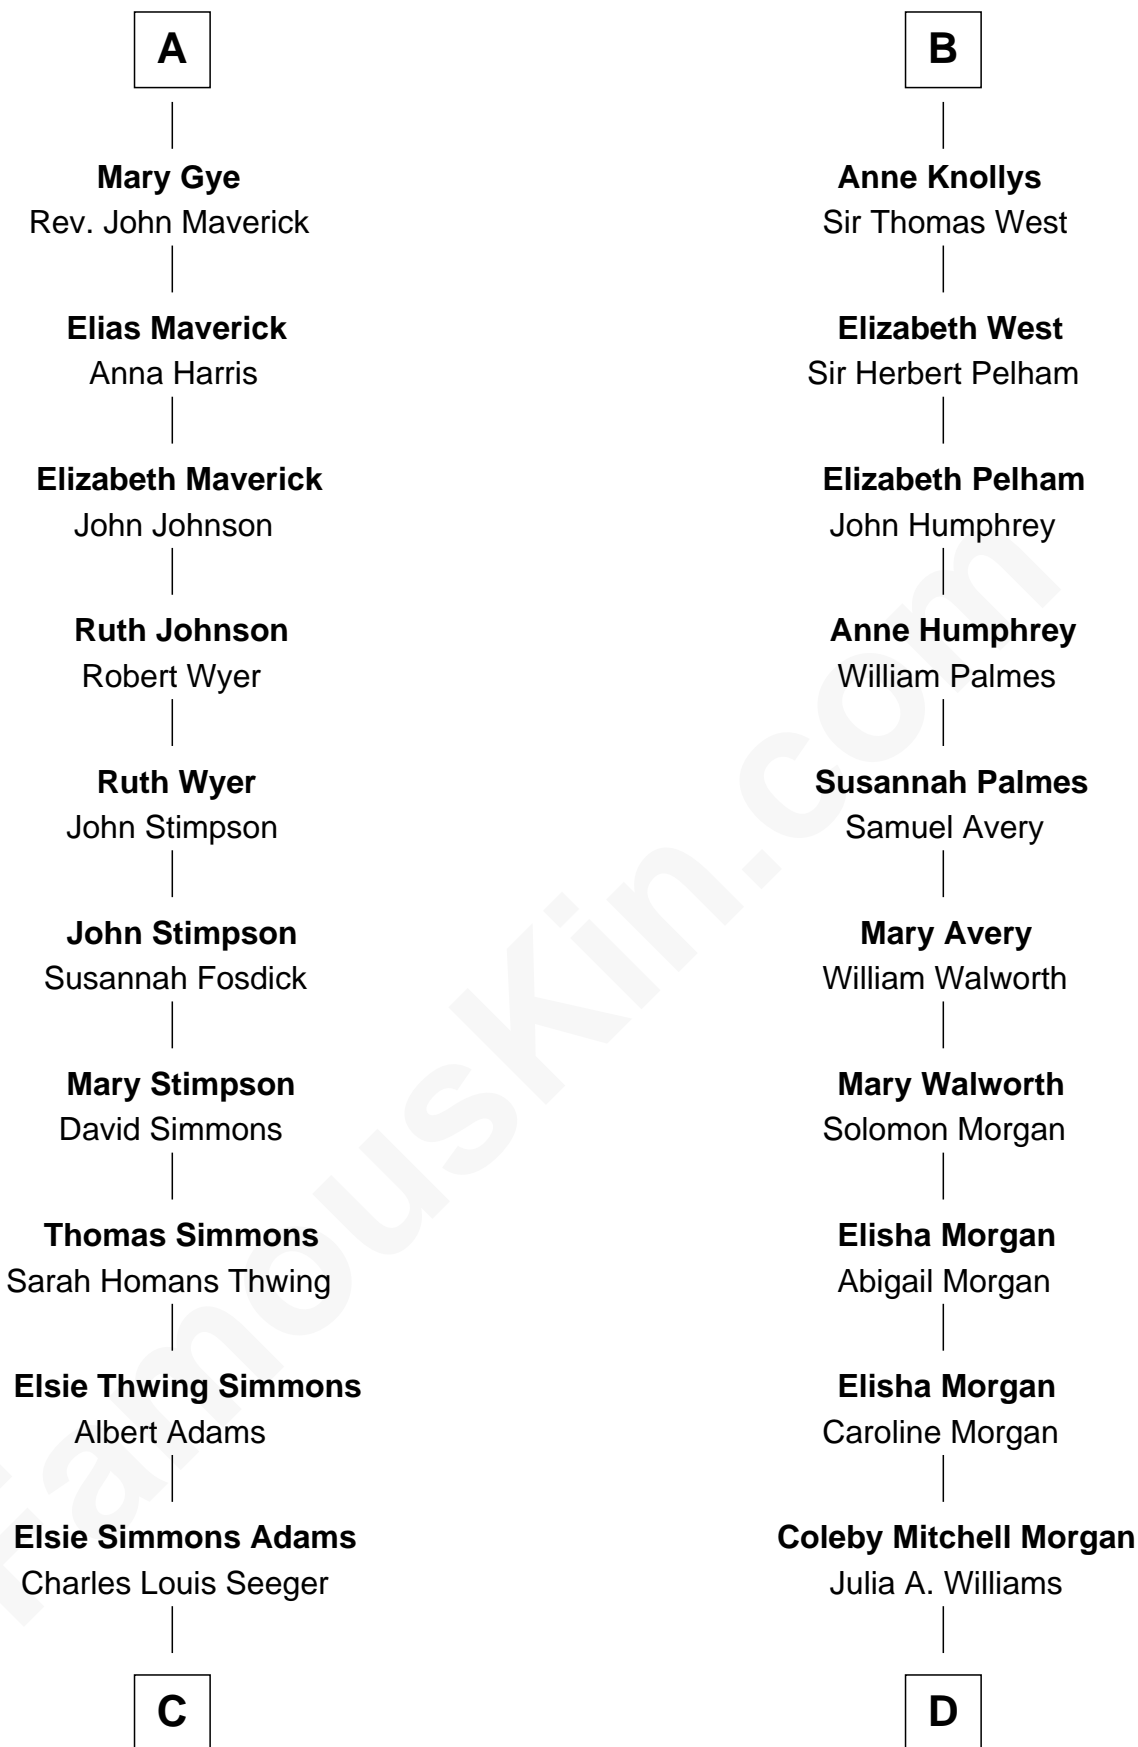 A
Mary Gye
Rev. John Maverick
Elias Maverick
Anna Harris
Elizabeth Maverick
John Johnson
Ruth Johnson
Robert Wyer
Ruth Wyer
John Stimpson
John Stimpson
Susannah Fosdick
Mary Stimpson
David Simmons
Thomas Simmons
Sarah Homans Thwing
Elsie Thwing Simmons
Albert Adams
Elsie Simmons Adams
Charles Louis Seeger
C
B
Anne Knollys
Sir Thomas West
Elizabeth West
Sir Herbert Pelham
Elizabeth Pelham
John Humphrey
Anne Humphrey
William Palmes
Susannah Palmes
Samuel Avery
Mary Avery
William Walworth
Mary Walworth
Solomon Morgan
Elisha Morgan
Abigail Morgan
Elisha Morgan
Caroline Morgan
Coleby Mitchell Morgan
Julia A. Williams
D
FamousKin.com